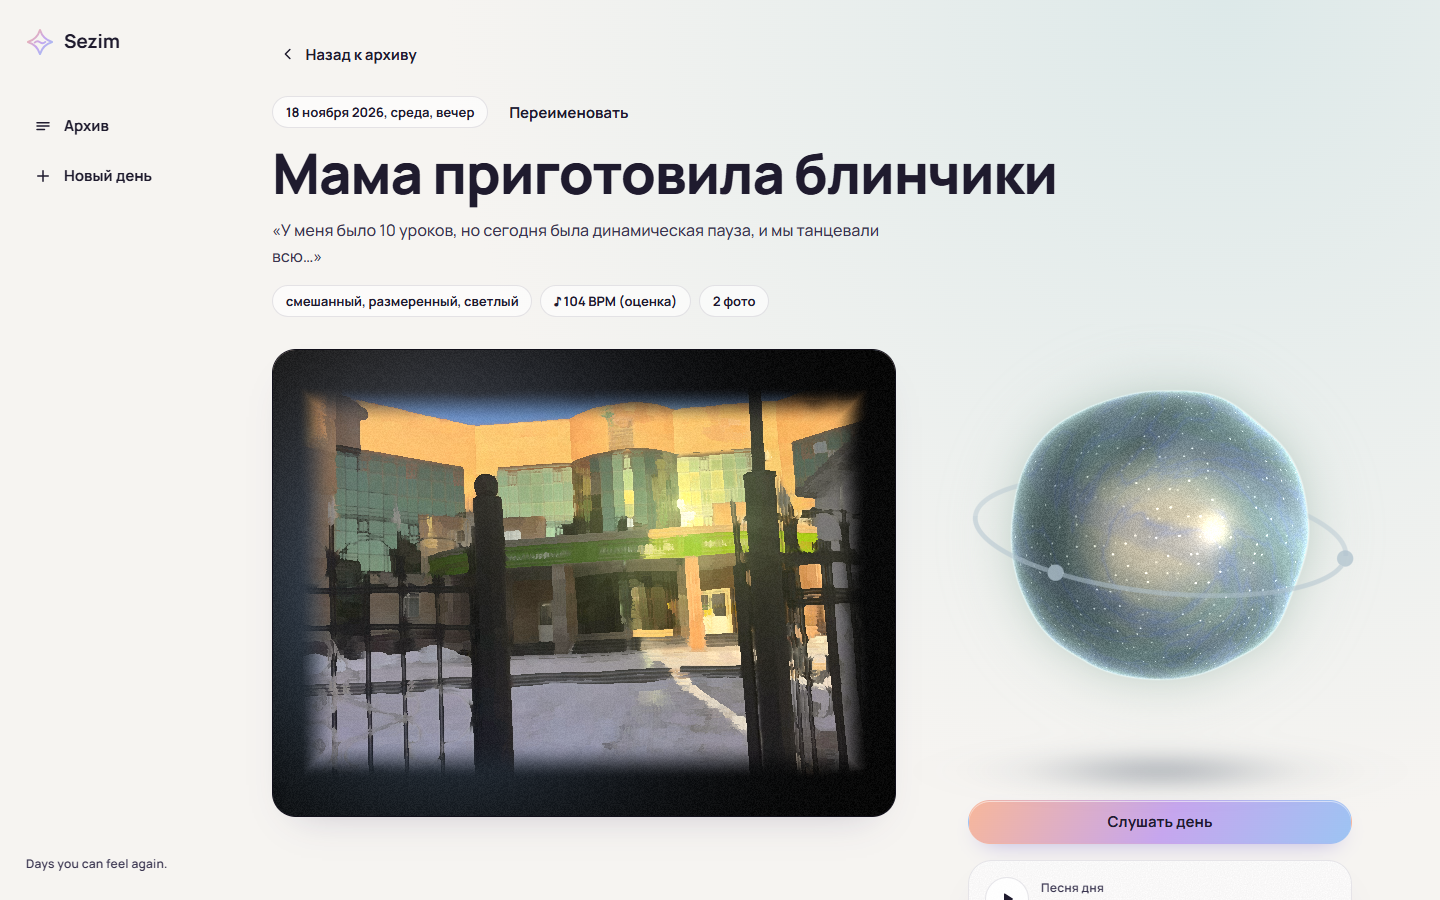 Sezim
Назад к архиву
Архив
Новый день
18 ноября 2026, среда, вечер
Переименовать
Мама приготовила блинчики
«У меня было 10 уроков, но сегодня была динамическая пауза, и мы танцевали
всю...»
смешанный, размеренный, светлый
♪ 104 BPM (оценка)
2 фото
Слушать день
Песня дня
Days you can feel again.